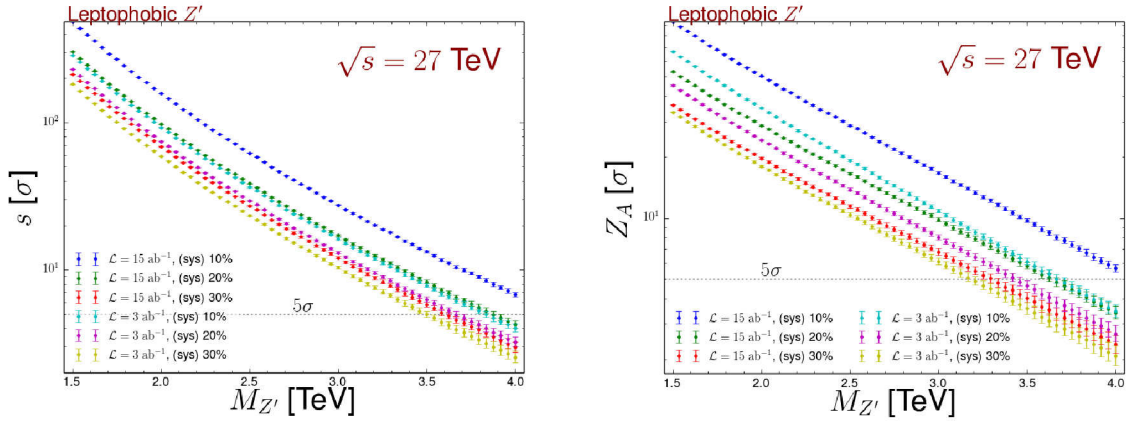 Leptophobic Z′
√s = 27 TeV
s [σ]
10²
10¹
5σ
ℒ = 15 ab⁻¹, (sys) 10%
ℒ = 15 ab⁻¹, (sys) 20%
ℒ = 15 ab⁻¹, (sys) 30%
ℒ = 3 ab⁻¹, (sys) 10%
ℒ = 3 ab⁻¹, (sys) 20%
ℒ = 3 ab⁻¹, (sys) 30%
1.5 2.0 2.5 3.0 3.5 4.0
M_Z′ [TeV]
Leptophobic Z′
√s = 27 TeV
Z_A [σ]
10¹
5σ
ℒ = 15 ab⁻¹, (sys) 10% ℒ = 3 ab⁻¹, (sys) 10%
ℒ = 15 ab⁻¹, (sys) 20% ℒ = 3 ab⁻¹, (sys) 20%
ℒ = 15 ab⁻¹, (sys) 30% ℒ = 3 ab⁻¹, (sys) 30%
1.5 2.0 2.5 3.0 3.5 4.0
M_Z′ [TeV]